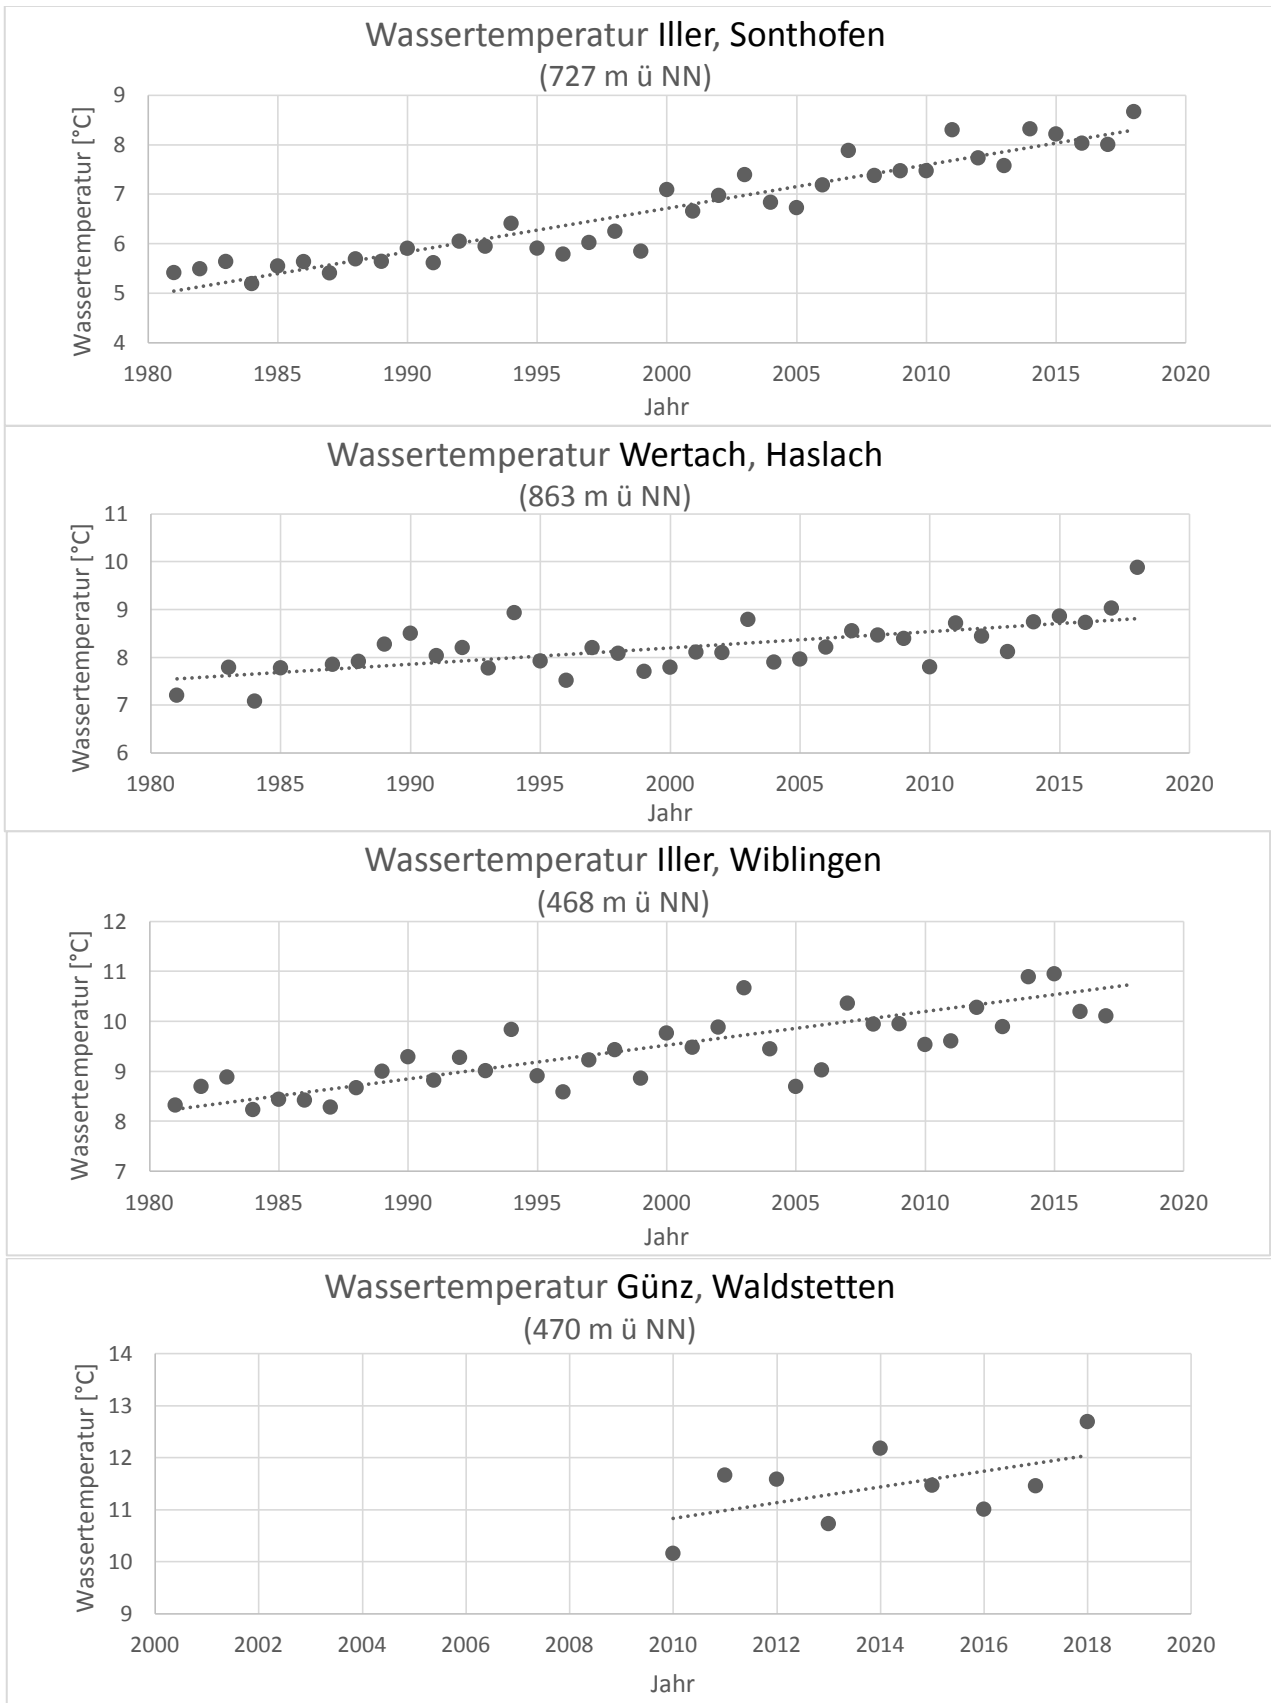 Wassertemperatur Iller, Sonthofen
(727 m ü NN)
Wassertemperatur [°C]
9
8
7
6
5
4
1980 1985 1990 1995 2000 2005 2010 2015 2020
Jahr
Wassertemperatur Wertach, Haslach
(863 m ü NN)
Wassertemperatur [°C]
11
10
9
8
7
6
1980 1985 1990 1995 2000 2005 2010 2015 2020
Jahr
Wassertemperatur Iller, Wiblingen
(468 m ü NN)
Wassertemperatur [°C]
12
11
10
9
8
7
1980 1985 1990 1995 2000 2005 2010 2015 2020
Jahr
Wassertemperatur Günz, Waldstetten
(470 m ü NN)
Wassertemperatur [°C]
14
13
12
11
10
9
2000 2002 2004 2006 2008 2010 2012 2014 2016 2018 2020
Jahr